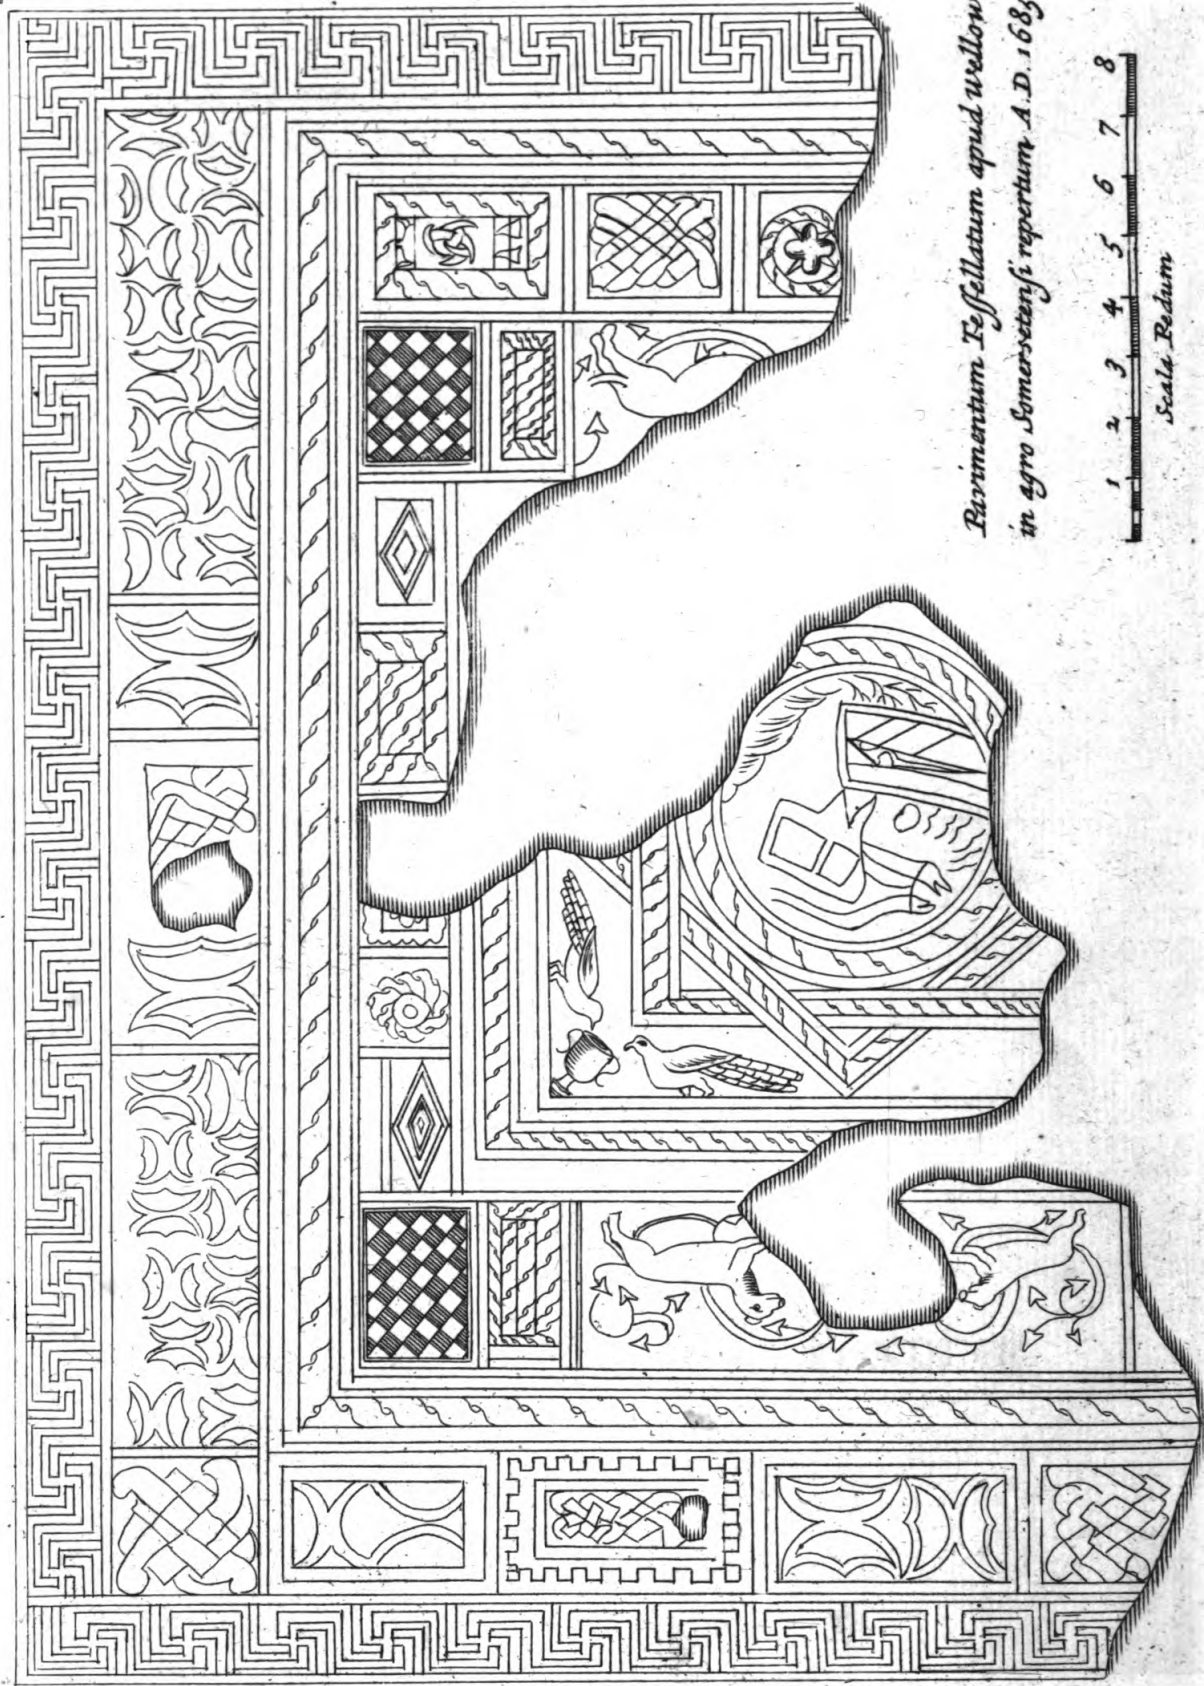 Pavimentum Tessellatum apud Wellow
in agro Somersetensi repertum A.D. 1685
1 2 3 4 5 6 7 8
Scala Pedum